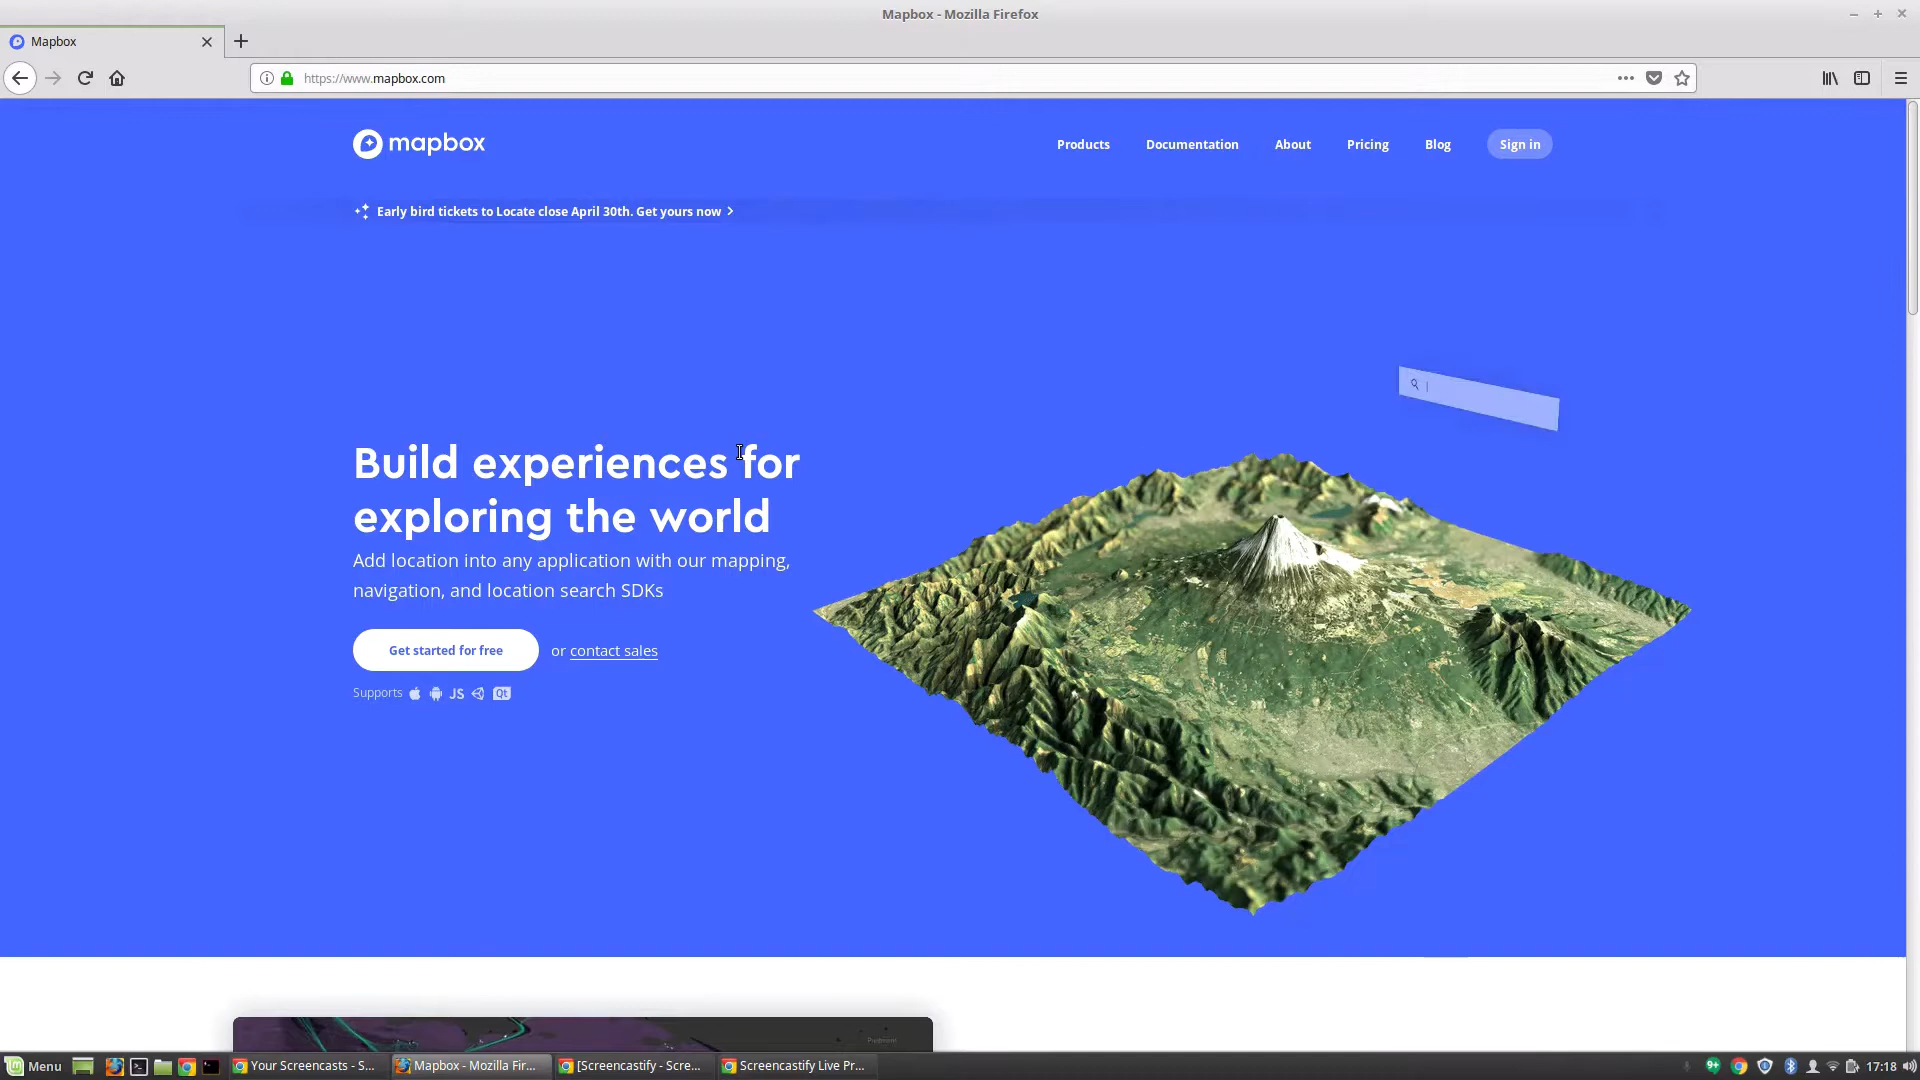 Mapbox - Mozilla Firefox
Mapbox
https://www.mapbox.com
mapbox
Products Documentation About Pricing Blog Sign in
Early bird tickets to Locate close April 30th. Get yours now
Build experiences for
exploring the world
Add location into any application with our mapping,
navigation, and location search SDKs
Get started for free or contact sales
Supports JS Qt
Menu Your Screencasts - S... Mapbox - Mozilla Fir... [Screencastify - Scre... Screencastify Live Pr... 9+ 17:18